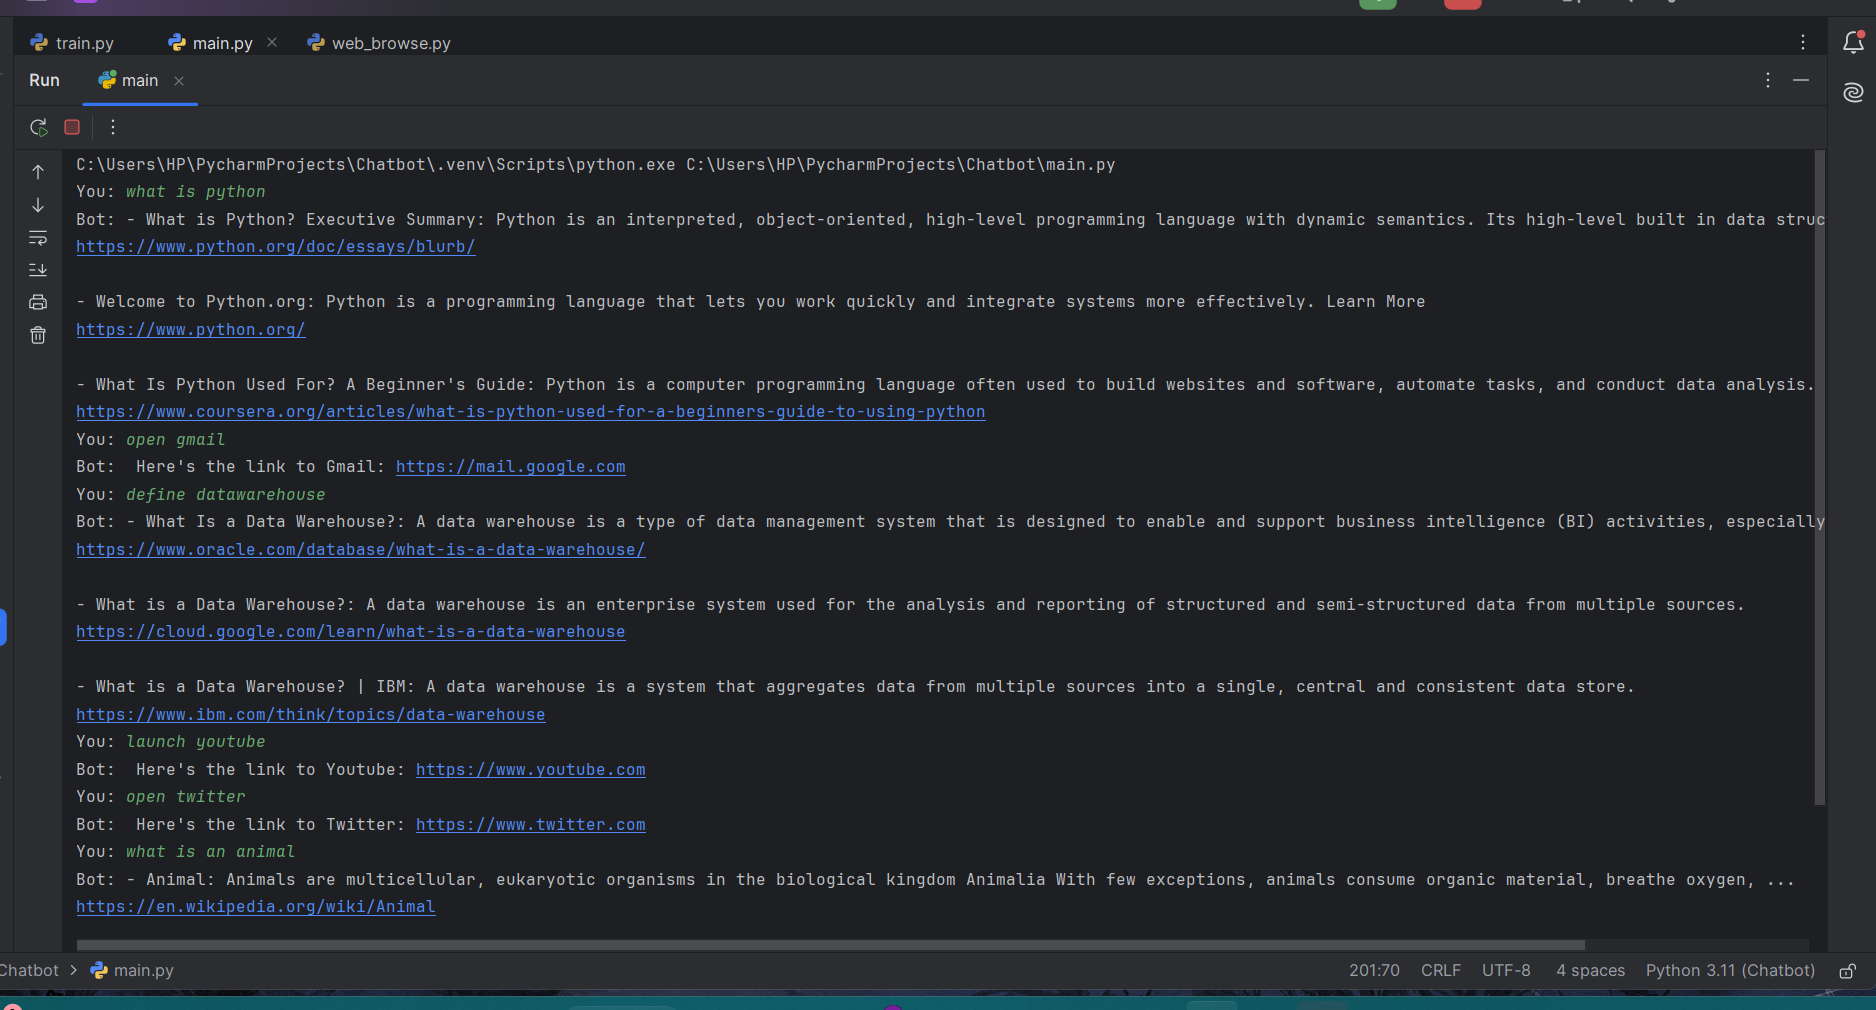 train.py main.py web_browse.py
Run main
C:\Users\HP\PycharmProjects\Chatbot\.venv\Scripts\python.exe C:\Users\HP\PycharmProjects\Chatbot\main.py
You: what is python
Bot: - What is Python? Executive Summary: Python is an interpreted, object-oriented, high-level programming language with dynamic semantics. Its high-level built in data struc
https://www.python.org/doc/essays/blurb/
- Welcome to Python.org: Python is a programming language that lets you work quickly and integrate systems more effectively. Learn More
https://www.python.org/
- What Is Python Used For? A Beginner's Guide: Python is a computer programming language often used to build websites and software, automate tasks, and conduct data analysis.
https://www.coursera.org/articles/what-is-python-used-for-a-beginners-guide-to-using-python
You: open gmail
Bot:  Here's the link to Gmail: https://mail.google.com
You: define datawarehouse
Bot: - What Is a Data Warehouse?: A data warehouse is a type of data management system that is designed to enable and support business intelligence (BI) activities, especially
https://www.oracle.com/database/what-is-a-data-warehouse/
- What is a Data Warehouse?: A data warehouse is an enterprise system used for the analysis and reporting of structured and semi-structured data from multiple sources.
https://cloud.google.com/learn/what-is-a-data-warehouse
- What is a Data Warehouse? | IBM: A data warehouse is a system that aggregates data from multiple sources into a single, central and consistent data store.
https://www.ibm.com/think/topics/data-warehouse
You: launch youtube
Bot:  Here's the link to Youtube: https://www.youtube.com
You: open twitter
Bot:  Here's the link to Twitter: https://www.twitter.com
You: what is an animal
Bot: - Animal: Animals are multicellular, eukaryotic organisms in the biological kingdom Animalia With few exceptions, animals consume organic material, breathe oxygen, ...
https://en.wikipedia.org/wiki/Animal
Chatbot > main.py 201:70 CRLF UTF-8 4 spaces Python 3.11 (Chatbot)